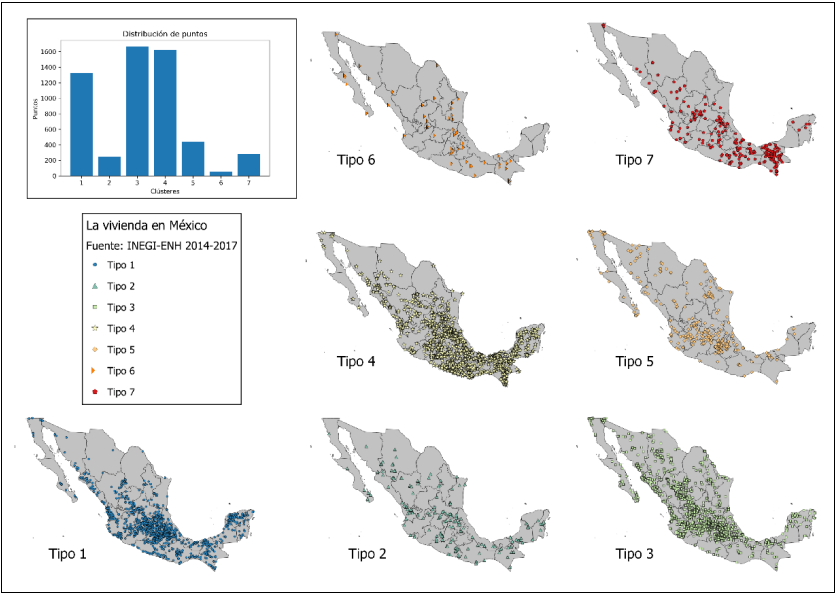 Distribución de puntos
1600
1400
1200
1000
800
600
400
200
0
Puntos
1 2 3 4 5 6 7
Clústeres
Tipo 6
Tipo 7
La vivienda en México
Fuente: INEGI-ENH 2014-2017
Tipo 1
Tipo 2
Tipo 3
Tipo 4
Tipo 5
Tipo 6
Tipo 7
Tipo 4
Tipo 5
Tipo 1
Tipo 2
Tipo 3